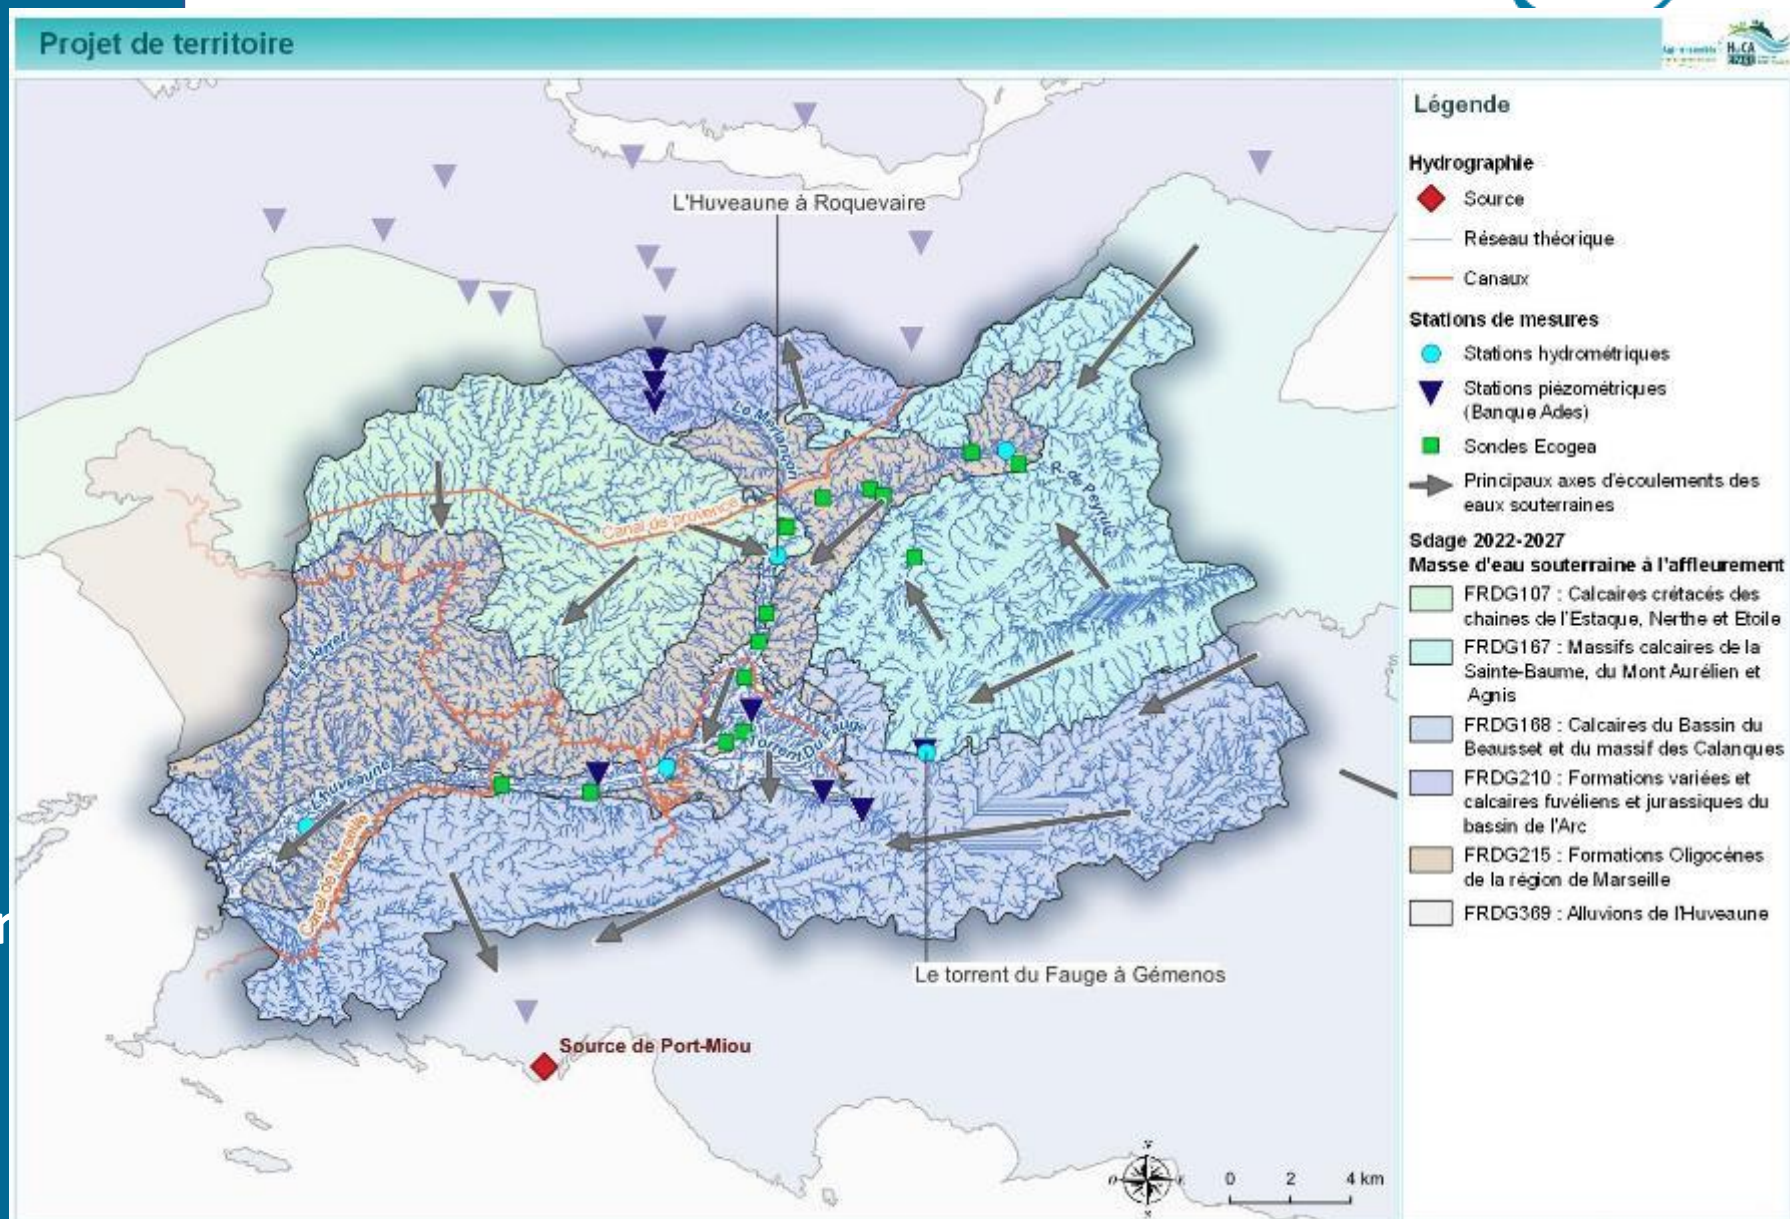 Projet de territoire
HuCA
L'Huveaune à Roquevaire
Le Merlançon
R. de Peyruis
Canal de provence
Le Jarret
Torrent Du Fauge
L'Huveaune
Canal de Marseille
Le torrent du Fauge à Gémenos
Source de Port-Miou
N
O
E
S
0 2 4 km
Légende
Hydrographie
Source
Réseau théorique
Canaux
Stations de mesures
Stations hydrométriques
Stations piézométriques
(Banque Ades)
Sondes Ecogea
Principaux axes d'écoulements des
eaux souterraines
Sdage 2022-2027
Masse d'eau souterraine à l'affleurement
FRDG107 : Calcaires crétacés des
chaines de l'Estaque, Nerthe et Etoile
FRDG167 : Massifs calcaires de la
Sainte-Baume, du Mont Aurélien et
Agnis
FRDG168 : Calcaires du Bassin du
Beausset et du massif des Calanques
FRDG210 : Formations variées et
calcaires fuvéliens et jurassiques du
bassin de l'Arc
FRDG215 : Formations Oligocènes
de la région de Marseille
FRDG369 : Alluvions de l'Huveaune